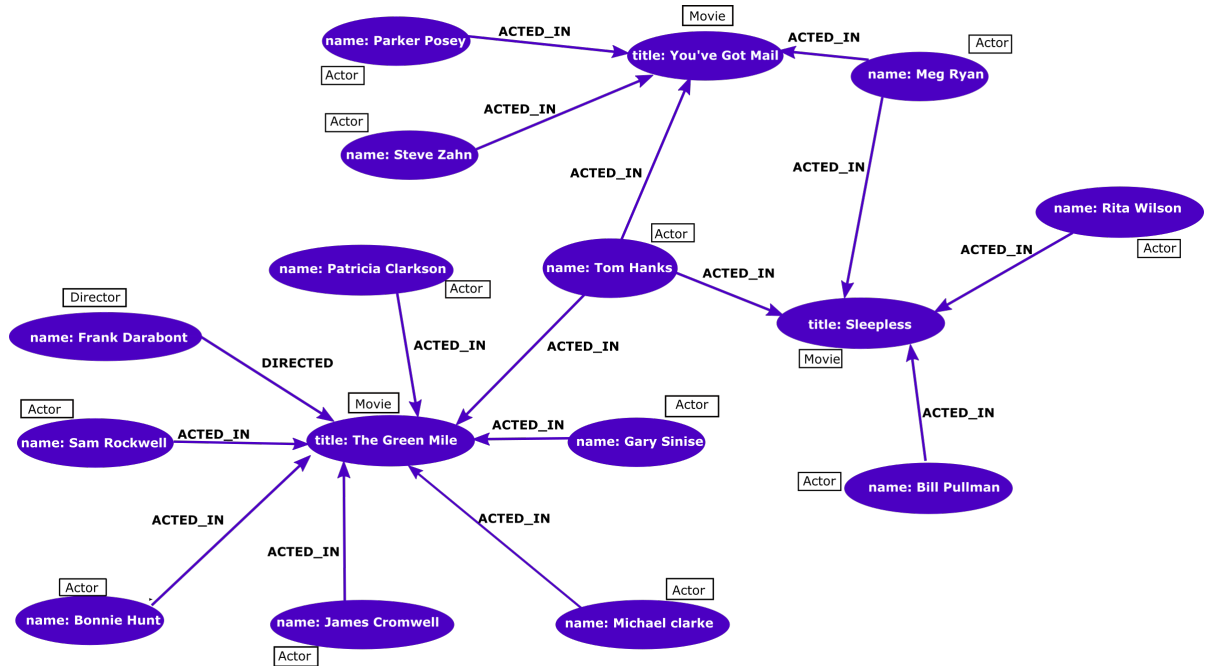 Movie
ACTED_IN
name: Parker Posey
Actor
title: You've Got Mail
ACTED_IN
Actor
name: Meg Ryan
Actor
name: Steve Zahn
ACTED_IN
ACTED_IN
ACTED_IN
name: Rita Wilson
Actor
ACTED_IN
Actor
name: Tom Hanks
ACTED_IN
name: Patricia Clarkson
Actor
Director
name: Frank Darabont
DIRECTED
ACTED_IN
ACTED_IN
title: Sleepless
Movie
Movie
title: The Green Mile
Actor
name: Sam Rockwell
ACTED_IN
ACTED_IN
Actor
name: Gary Sinise
ACTED_IN
Actor
name: Bill Pullman
ACTED_IN
ACTED_IN
ACTED_IN
Actor
name: Bonnie Hunt
name: James Cromwell
Actor
Actor
name: Michael clarke